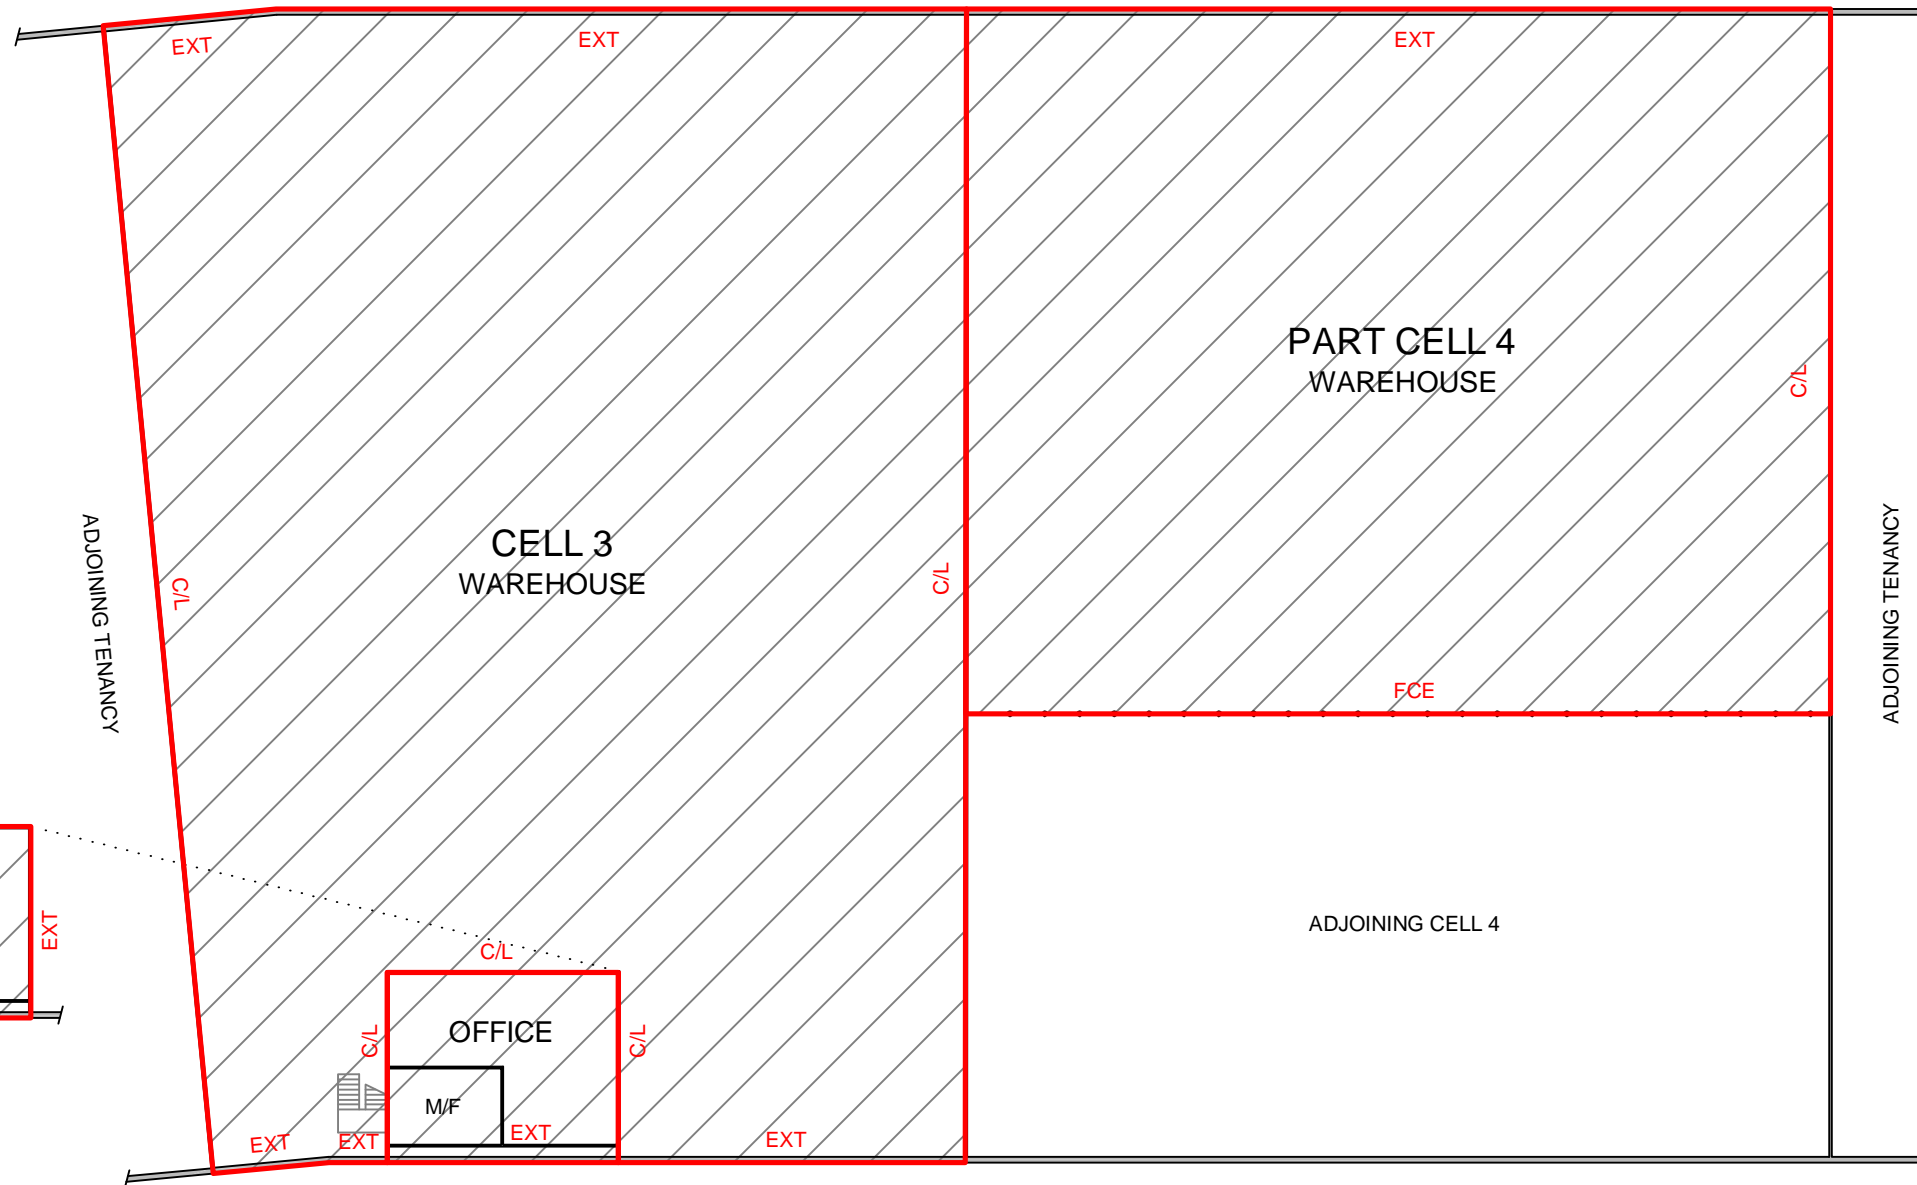 EXT
EXT
EXT
PART CELL 4
WAREHOUSE
C/L
CELL 3
WAREHOUSE
C/L
C/L
ADJOINING TENANCY
ADJOINING TENANCY
FCE
EXT
C/L
ADJOINING CELL 4
C/L
OFFICE
C/L
M/F
EXT
EXT
EXT
EXT